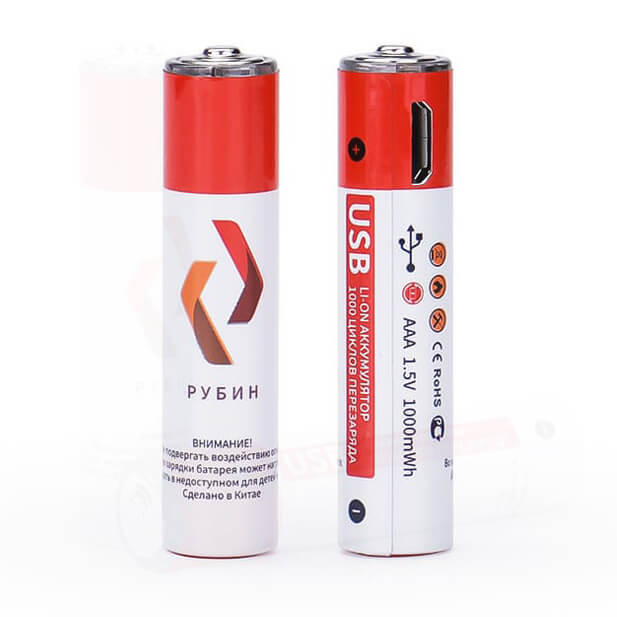 РУБИН
ВНИМАНИЕ!
подвергать воздействию
зарядки батарея может
в недоступном для детей
Сделано в Китае
USB
LI-ON АККУМУЛЯТОР
1000 ЦИКЛОВ ПЕРЕЗАРЯДА
CE RoHS
AAA 1.5V 1000mWh